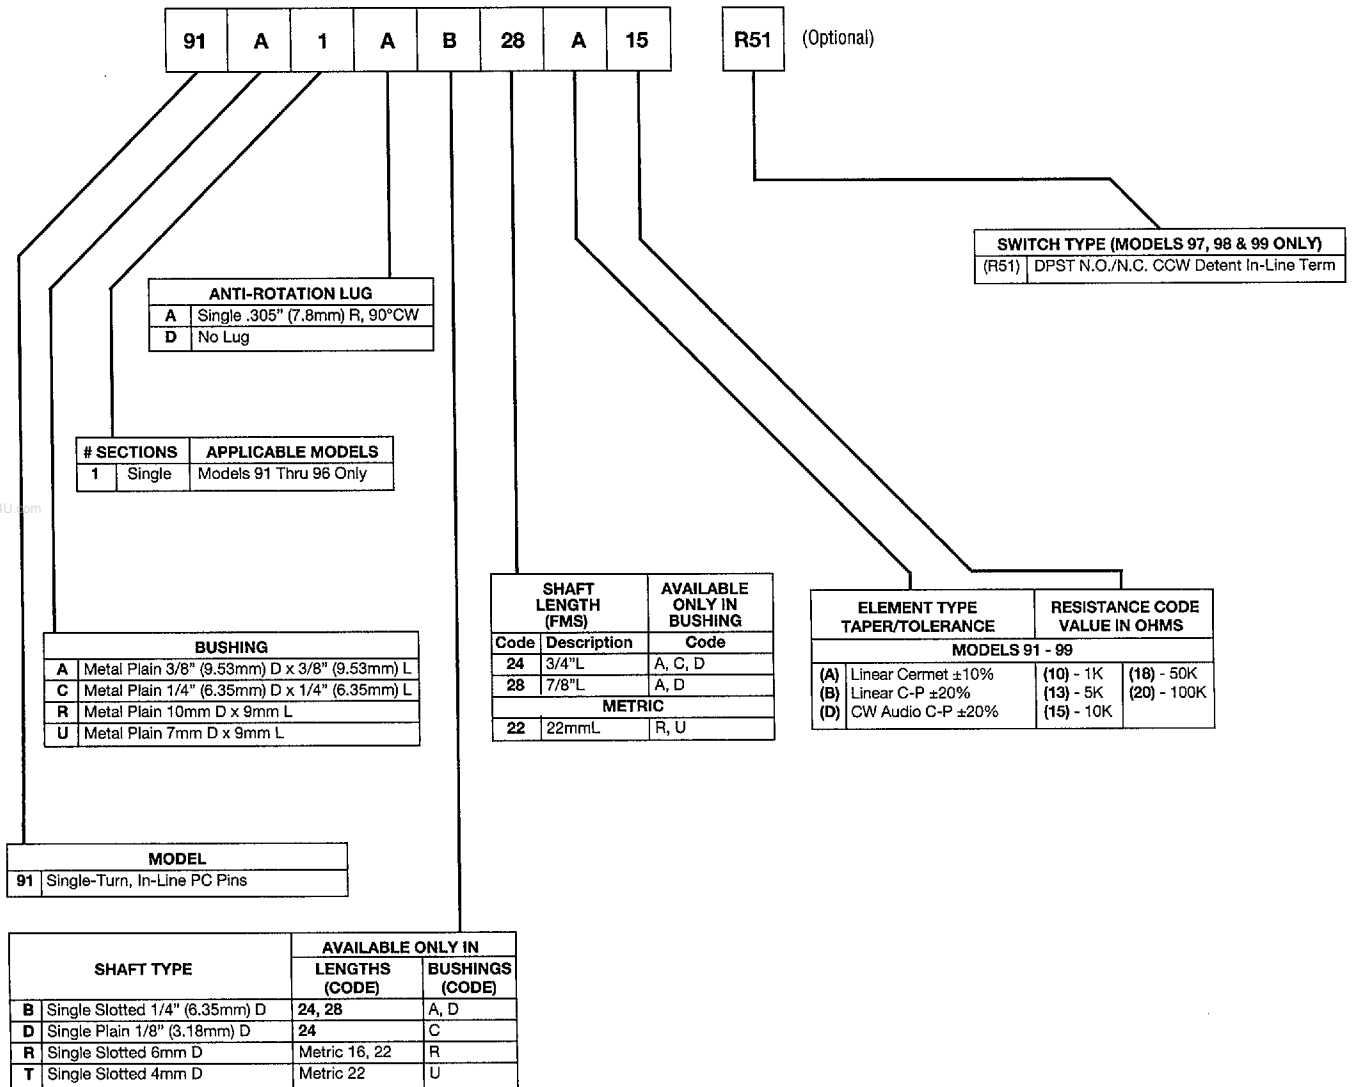 91 A 1 A B 28 A 15 R51 (Optional)
SWITCH TYPE (MODELS 97, 98 & 99 ONLY)
(R51) DPST N.O./N.C. CCW Detent In-Line Term
ANTI-ROTATION LUG
A Single .305" (7.8mm) R, 90°CW
D No Lug
# SECTIONS APPLICABLE MODELS
1 Single Models 91 Thru 96 Only
4U.com
SHAFT LENGTH (FMS) AVAILABLE ONLY IN BUSHING
Code Description Code
24 3/4"L A, C, D
28 7/8"L A, D
METRIC
22 22mmL R, U
ELEMENT TYPE TAPER/TOLERANCE RESISTANCE CODE VALUE IN OHMS
MODELS 91 - 99
(A) Linear Cermet ±10% (10) - 1K (18) - 50K
(B) Linear C-P ±20% (13) - 5K (20) - 100K
(D) CW Audio C-P ±20% (15) - 10K
BUSHING
A Metal Plain 3/8" (9.53mm) D x 3/8" (9.53mm) L
C Metal Plain 1/4" (6.35mm) D x 1/4" (6.35mm) L
R Metal Plain 10mm D x 9mm L
U Metal Plain 7mm D x 9mm L
MODEL
91 Single-Turn, In-Line PC Pins
SHAFT TYPE AVAILABLE ONLY IN
LENGTHS (CODE) BUSHINGS (CODE)
B Single Slotted 1/4" (6.35mm) D 24, 28 A, D
D Single Plain 1/8" (3.18mm) D 24 C
R Single Slotted 6mm D Metric 16, 22 R
T Single Slotted 4mm D Metric 22 U